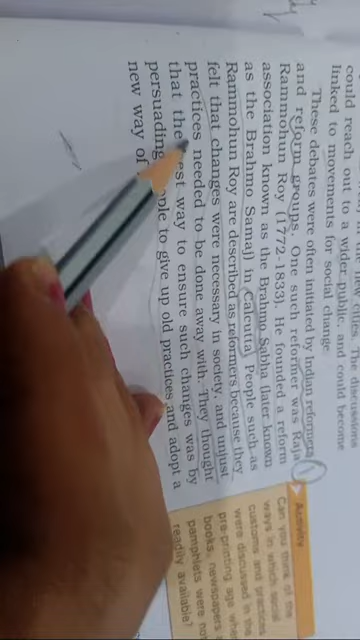 could reach out to a wider public, and could become
linked to movements for social change.
These debates were often initiated by Indian reformers
and reform groups. One such reformer was Raja
Rammohun Roy (1772-1833). He founded a reform
association known as the Brahmo Sabha (later known
as the Brahmo Samaj) in Calcutta. People such as
Rammohun Roy are described as reformers because they
felt that changes were necessary in society, and unjust
practices needed to be done away with. They thought
that the est way to ensure such changes was by
persuading ople to give up old practices and adopt a
new way of
Activity
Can you think of the
ways in which social
customs and practices
were discussed in the
pre-printing age
books, newspapers
pamphlets were not
readily available?